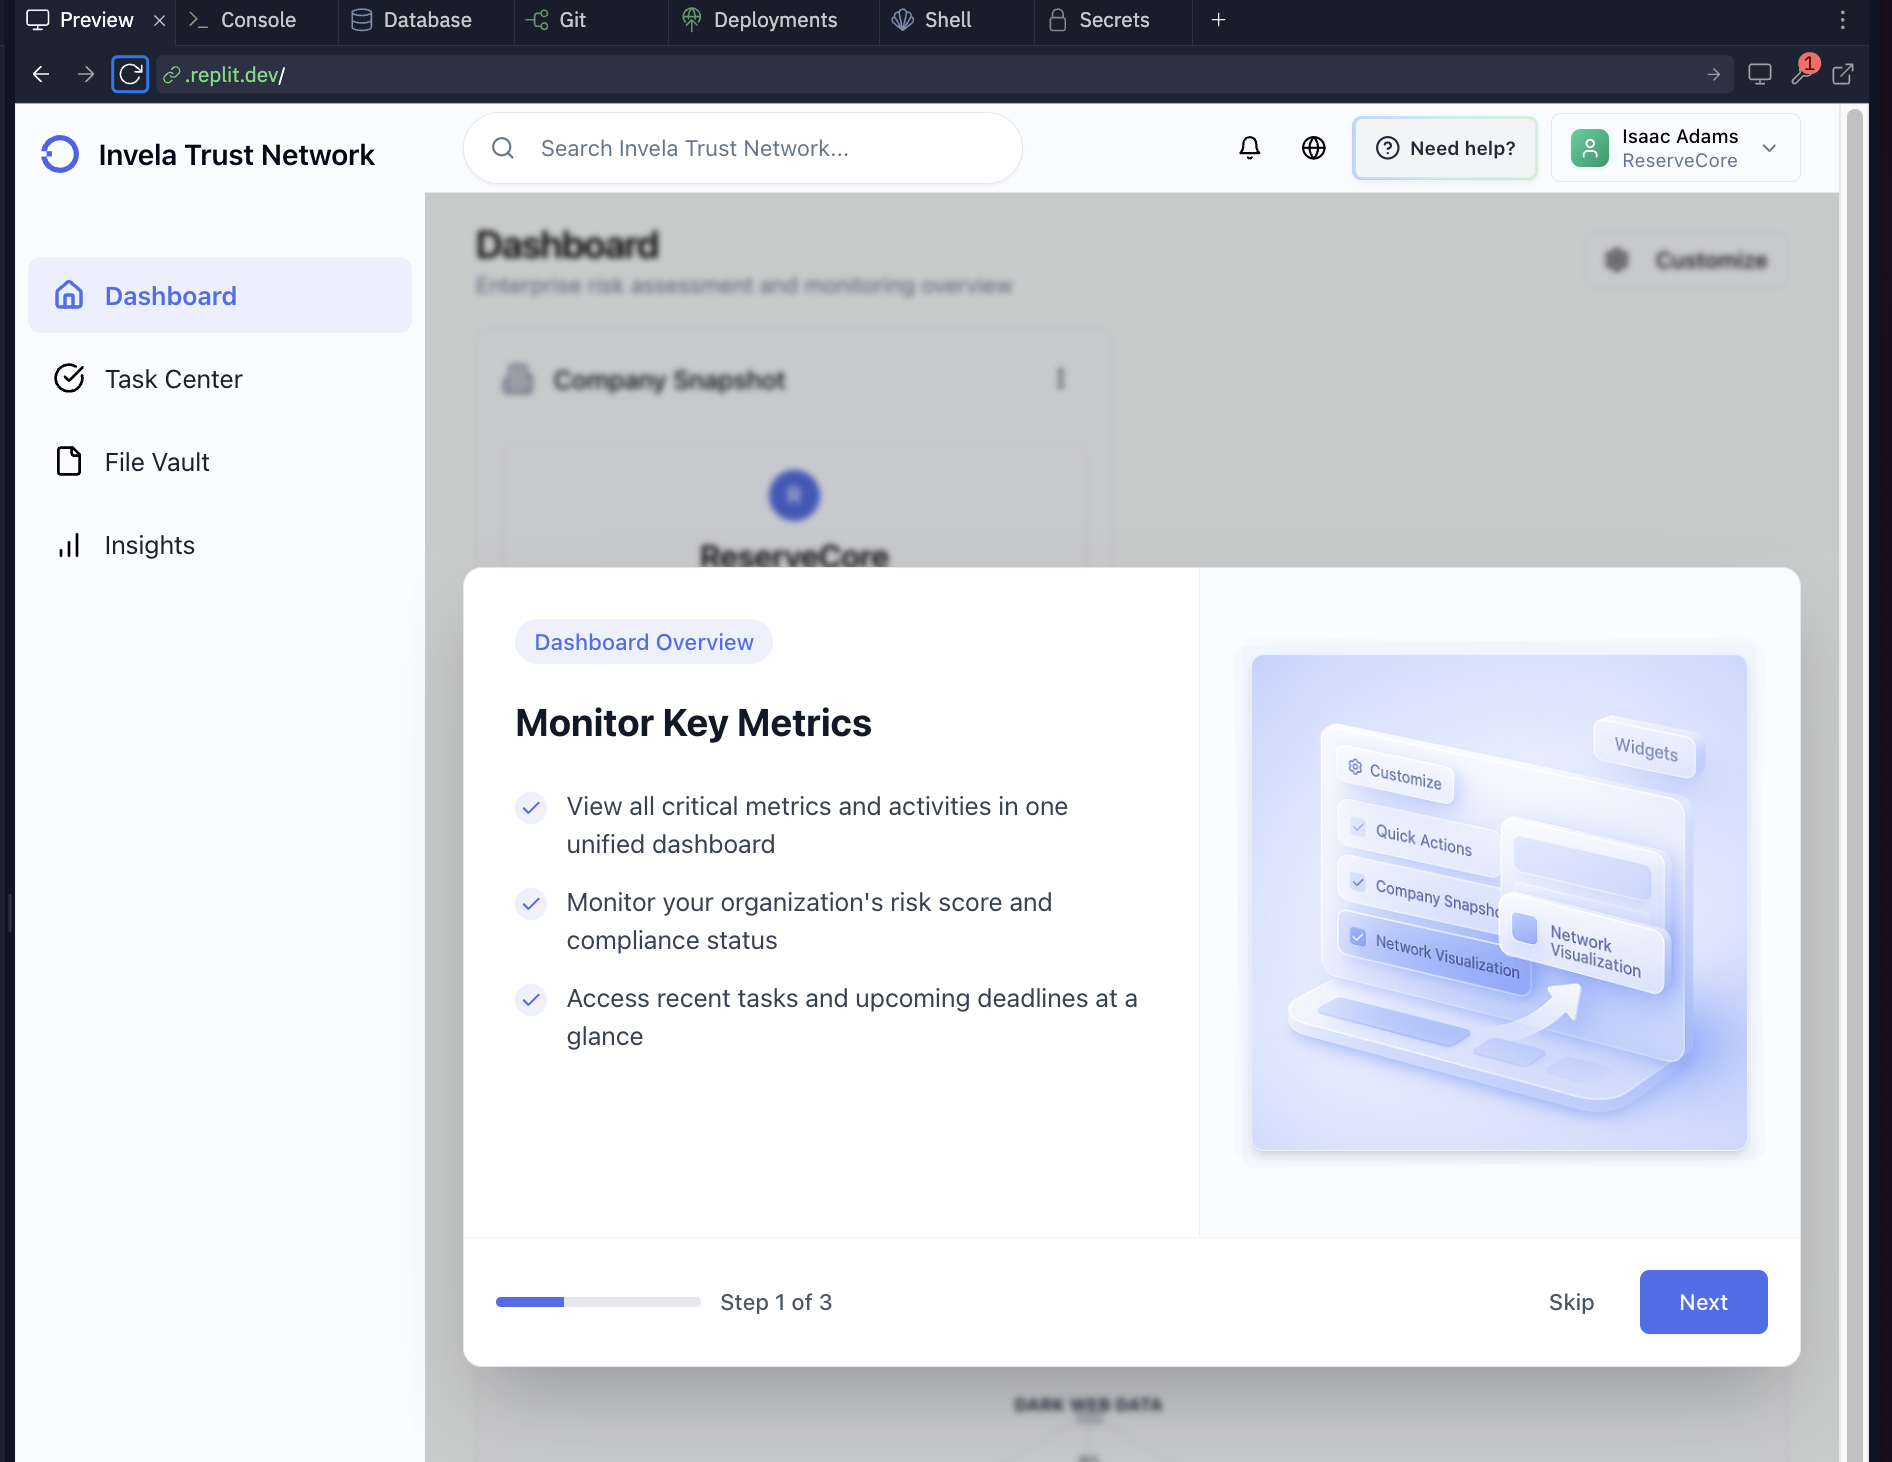 Preview
Console
Database
Git
Deployments
Shell
Secrets
.replit.dev/
1
Invela Trust Network
Search Invela Trust Network...
Need help?
Isaac Adams
ReserveCore
Dashboard
Task Center
File Vault
Insights
Dashboard
Enterprise risk assessment and monitoring overview
Customize
Company Snapshot
R
ReserveCore
Dashboard Overview
Monitor Key Metrics
View all critical metrics and activities in one
unified dashboard
Monitor your organization's risk score and
compliance status
Access recent tasks and upcoming deadlines at a
glance
Widgets
Customize
Quick Actions
Company Snapsho
Network Visualization
Network
Visualization
Step 1 of 3
Skip
Next
DARK WEB DATA